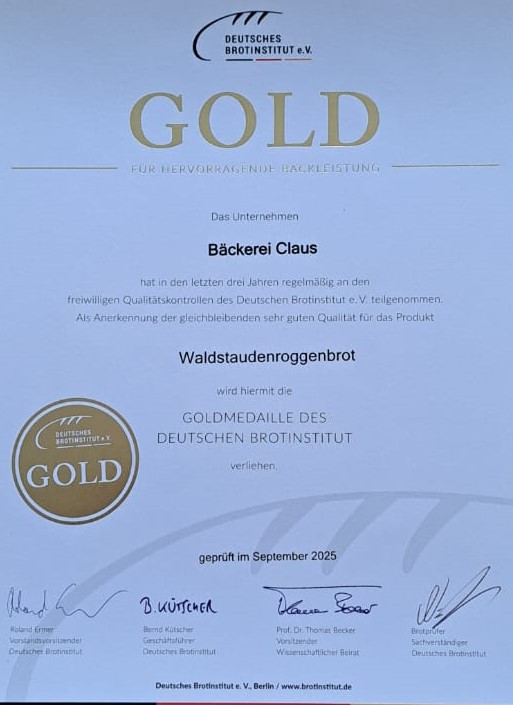 DEUTSCHES
BROTINSTITUT e.V.
GOLD
FÜR HERVORRAGENDE BACKLEISTUNG
Das Unternehmen
Bäckerei Claus
hat in den letzten drei Jahren regelmäßig an den
freiwilligen Qualitätskontrollen des Deutschen Brotinstitut e. V. teilgenommen.
Als Anerkennung der gleichbleibenden sehr guten Qualität für das Produkt
Waldstaudenroggenbrot
wird hiermit die
GOLDMEDAILLE DES
DEUTSCHEN BROTINSTITUT
verliehen.
DEUTSCHES
BROTINSTITUT e.V.
GOLD
geprüft im September 2025
B. KÜTSCHER
Roland Ermer
Vorstandsvorsitzender
Deutsches Brotinstitut
Bernd Kütscher
Geschäftsführer
Deutsches Brotinstitut
Prof. Dr. Thomas Becker
Vorsitzender
Wissenschaftlicher Beirat
Brotprüfer
Sachverständiger
Deutsches Brotinstitut
Deutsches Brotinstitut e. V., Berlin / www.brotinstitut.de